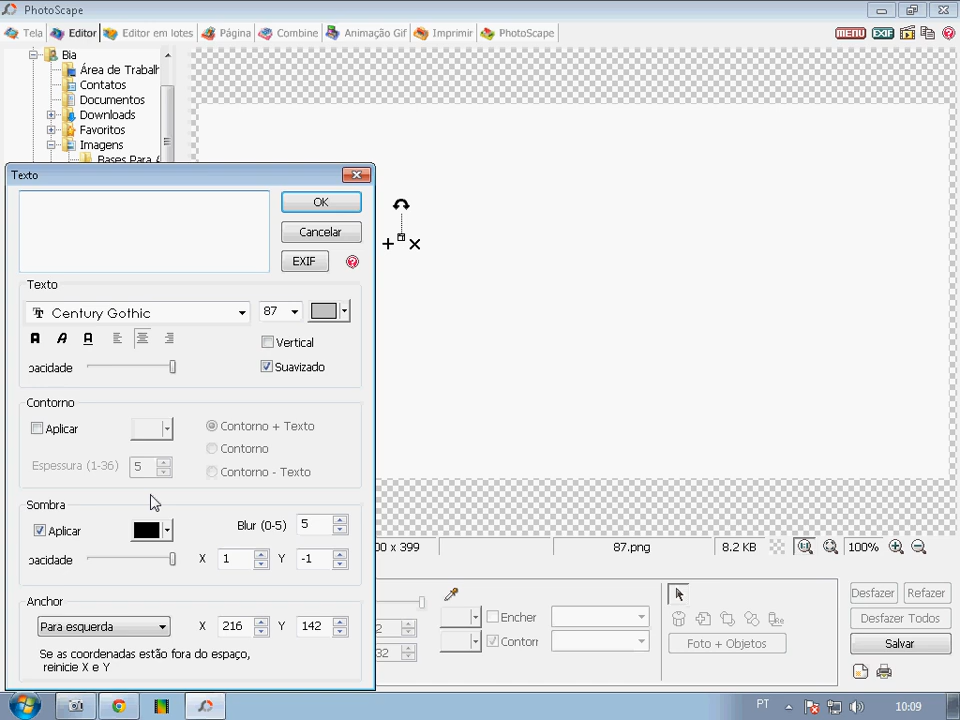 PhotoScape
Tela
Editor
Editor em lotes
Página
Combine
Animação Gif
Imprimir
PhotoScape
MENU
EXIF
Bia
Área de Trabalh
Contatos
Documentos
Downloads
Favoritos
Imagens
Bases Para A
Texto
OK
Cancelar
EXIF
Texto
Century Gothic
87
A A A
Vertical
pacidade
Suavizado
Contorno
Aplicar
Contorno + Texto
Contorno
Espessura (1-36) 5
Contorno - Texto
Sombra
Aplicar
Blur (0-5) 5
pacidade
X 1 Y -1
Anchor
Para esquerda
X 216 Y 142
Se as coordenadas estão fora do espaço,
reinicie X e Y
00 x 399
87.png
8.2 KB
100%
2
32
Encher
Contorr
Foto + Objetos
Desfazer
Refazer
Desfazer Todos
Salvar
PT
10:09